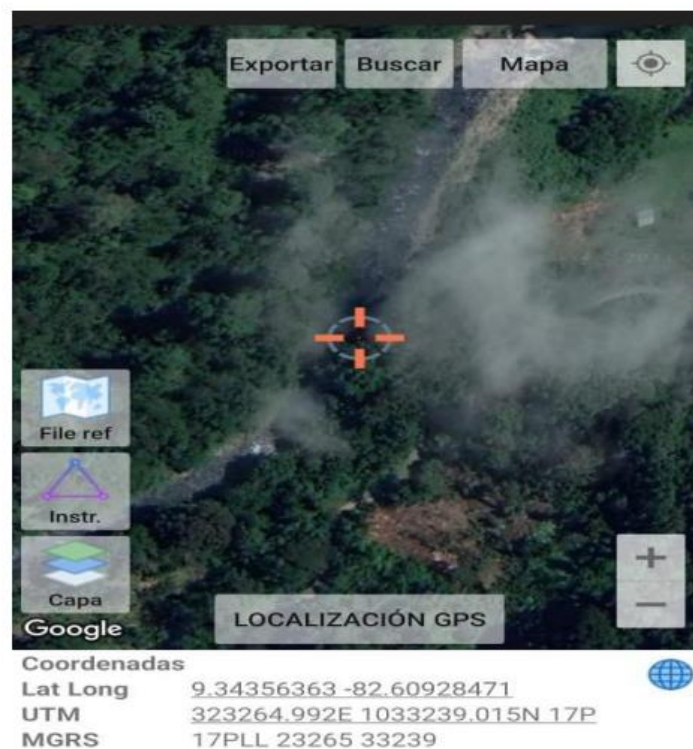 Exportar Buscar Mapa
File ref
Instr.
Capa
Google
LOCALIZACIÓN GPS
Coordenadas
Lat Long 9.34356363 -82.60928471
UTM 323264.992E 1033239.015N 17P
MGRS 17PLL 23265 33239